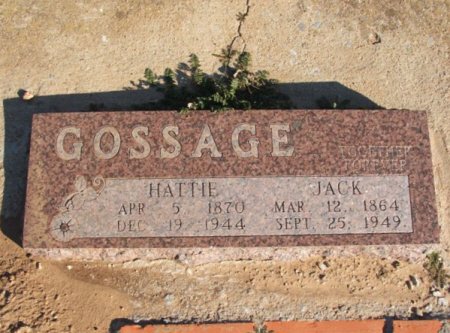 GOSSAGE
TOGETHER
FOREVER
HATTIE
APR 5 1870
DEC 19 1944
JACK
MAR. 12, 1864
SEPT. 25, 1949